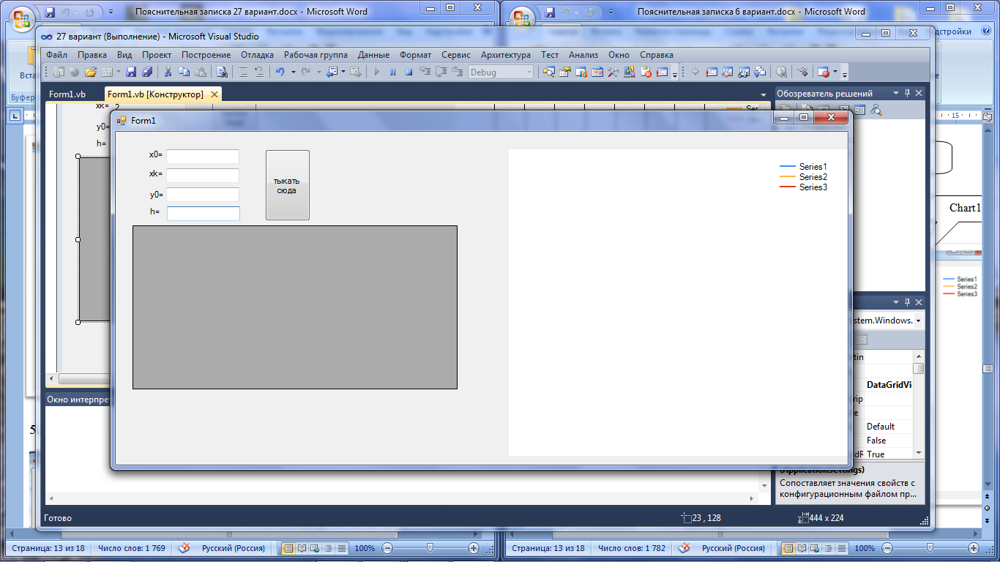 Пояснительная записка 27 вариант.docx - Microsoft Word
Пояснительная записка 6 вариант.docx - Microsoft Word
27 вариант (Выполнение) - Microsoft Visual Studio
Файл Правка Вид Проект Построение Отладка Рабочая группа Данные Формат Сервис Архитектура Тест Анализ Окно Справка
Debug
Form1.vb
Form1.vb [Конструктор]
Обозреватель решений
xk= 2
y0=
h=
Form1
x0=
xk=
y0=
h=
тыкать
сюда
Series1
Series2
Series3
15
Chart1
Series1
Series2
Series3
stem.Windows.
DataGridVi
Default
False
True
(ApplicationSettings)
Сопоставляет значения свойств с
конфигурационным файлом пр...
Окно интерпрет
5
Готово
23 , 128
444 x 224
Страница: 13 из 18 Число слов: 1 769 Русский (Россия) 100%
Страница: 13 из 18 Число слов: 1 782 Русский (Россия) 100%